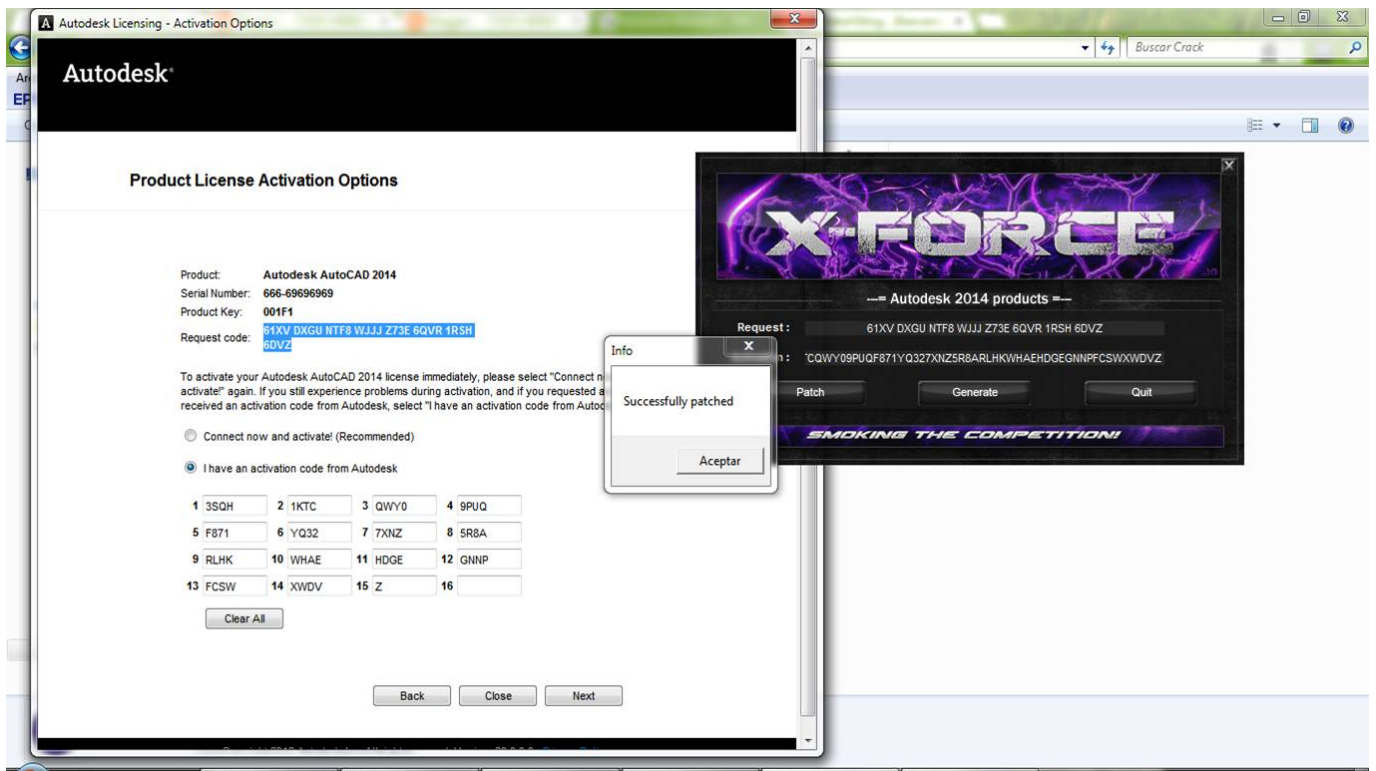 Autodesk Licensing - Activation Options
Buscar Crack
Autodesk
Product License Activation Options
Product: Autodesk AutoCAD 2014
Serial Number: 666-69696969
Product Key: 001F1
Request code: 61XV DXGU NTF8 WJJJ Z73E 6QVR 1RSH
6DVZ
To activate your Autodesk AutoCAD 2014 license immediately, please select "Connect
activate!" again. If you still experience problems during activation, and if you requested
received an activation code from Autodesk, select "I have an activation code from
Connect now and activate! (Recommended)
I have an activation code from Autodesk
1 3SQH 2 1KTC 3 QWY0 4 9PUQ
5 F871 6 YQ32 7 7XNZ 8 5R8A
9 RLHK 10 WHAE 11 HDGE 12 GNNP
13 FCSW 14 XWDV 15 Z 16
Clear All
Back Close Next
X-FORCE
---= Autodesk 2014 products =---
Request: 61XV DXGU NTF8 WJJJ Z73E 6QVR 1RSH 6DVZ
CQWY09PUQF871YQ327XNZ5R8ARLHKWHAEHDGEGNNPFCSWXWDVZ
Patch Generate Quit
SMOKING THE COMPETITION!
Info
Successfully patched
Aceptar